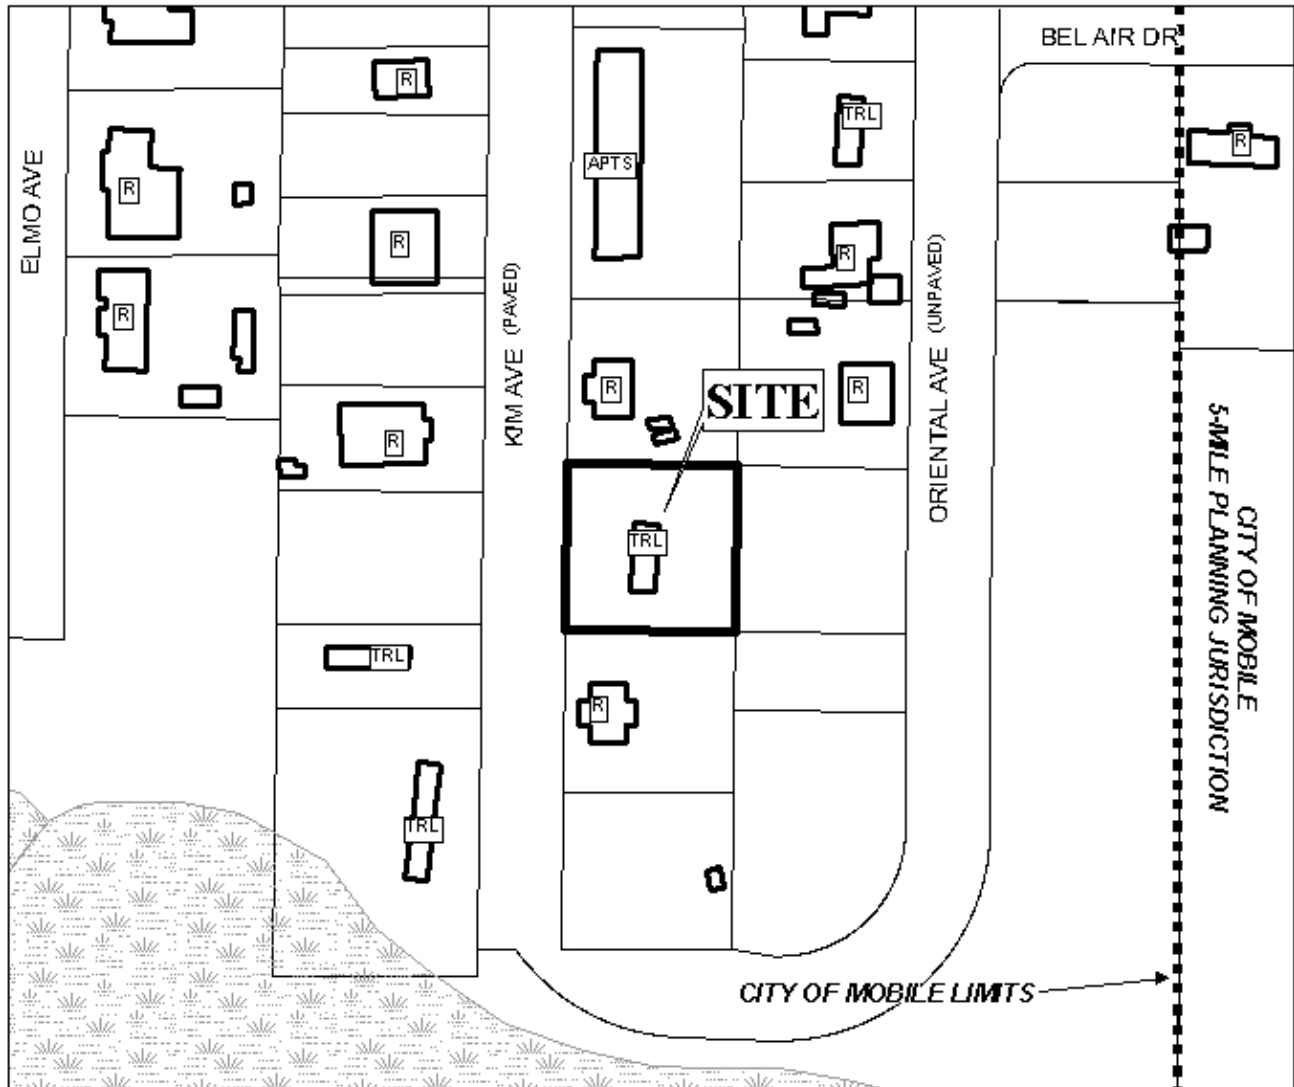 BEL AIR DR
R
TRL
R
APTS
R
R
ELMO AVE
R
R
R
KIM AVE (PAVED)
ORIENTAL AVE (UNPAVED)
R
SITE
R
R
TRL
TRL
R
TRL
CITY OF MOBILE
5-MILE PLANNING JURISDICTION
CITY OF MOBILE LIMITS